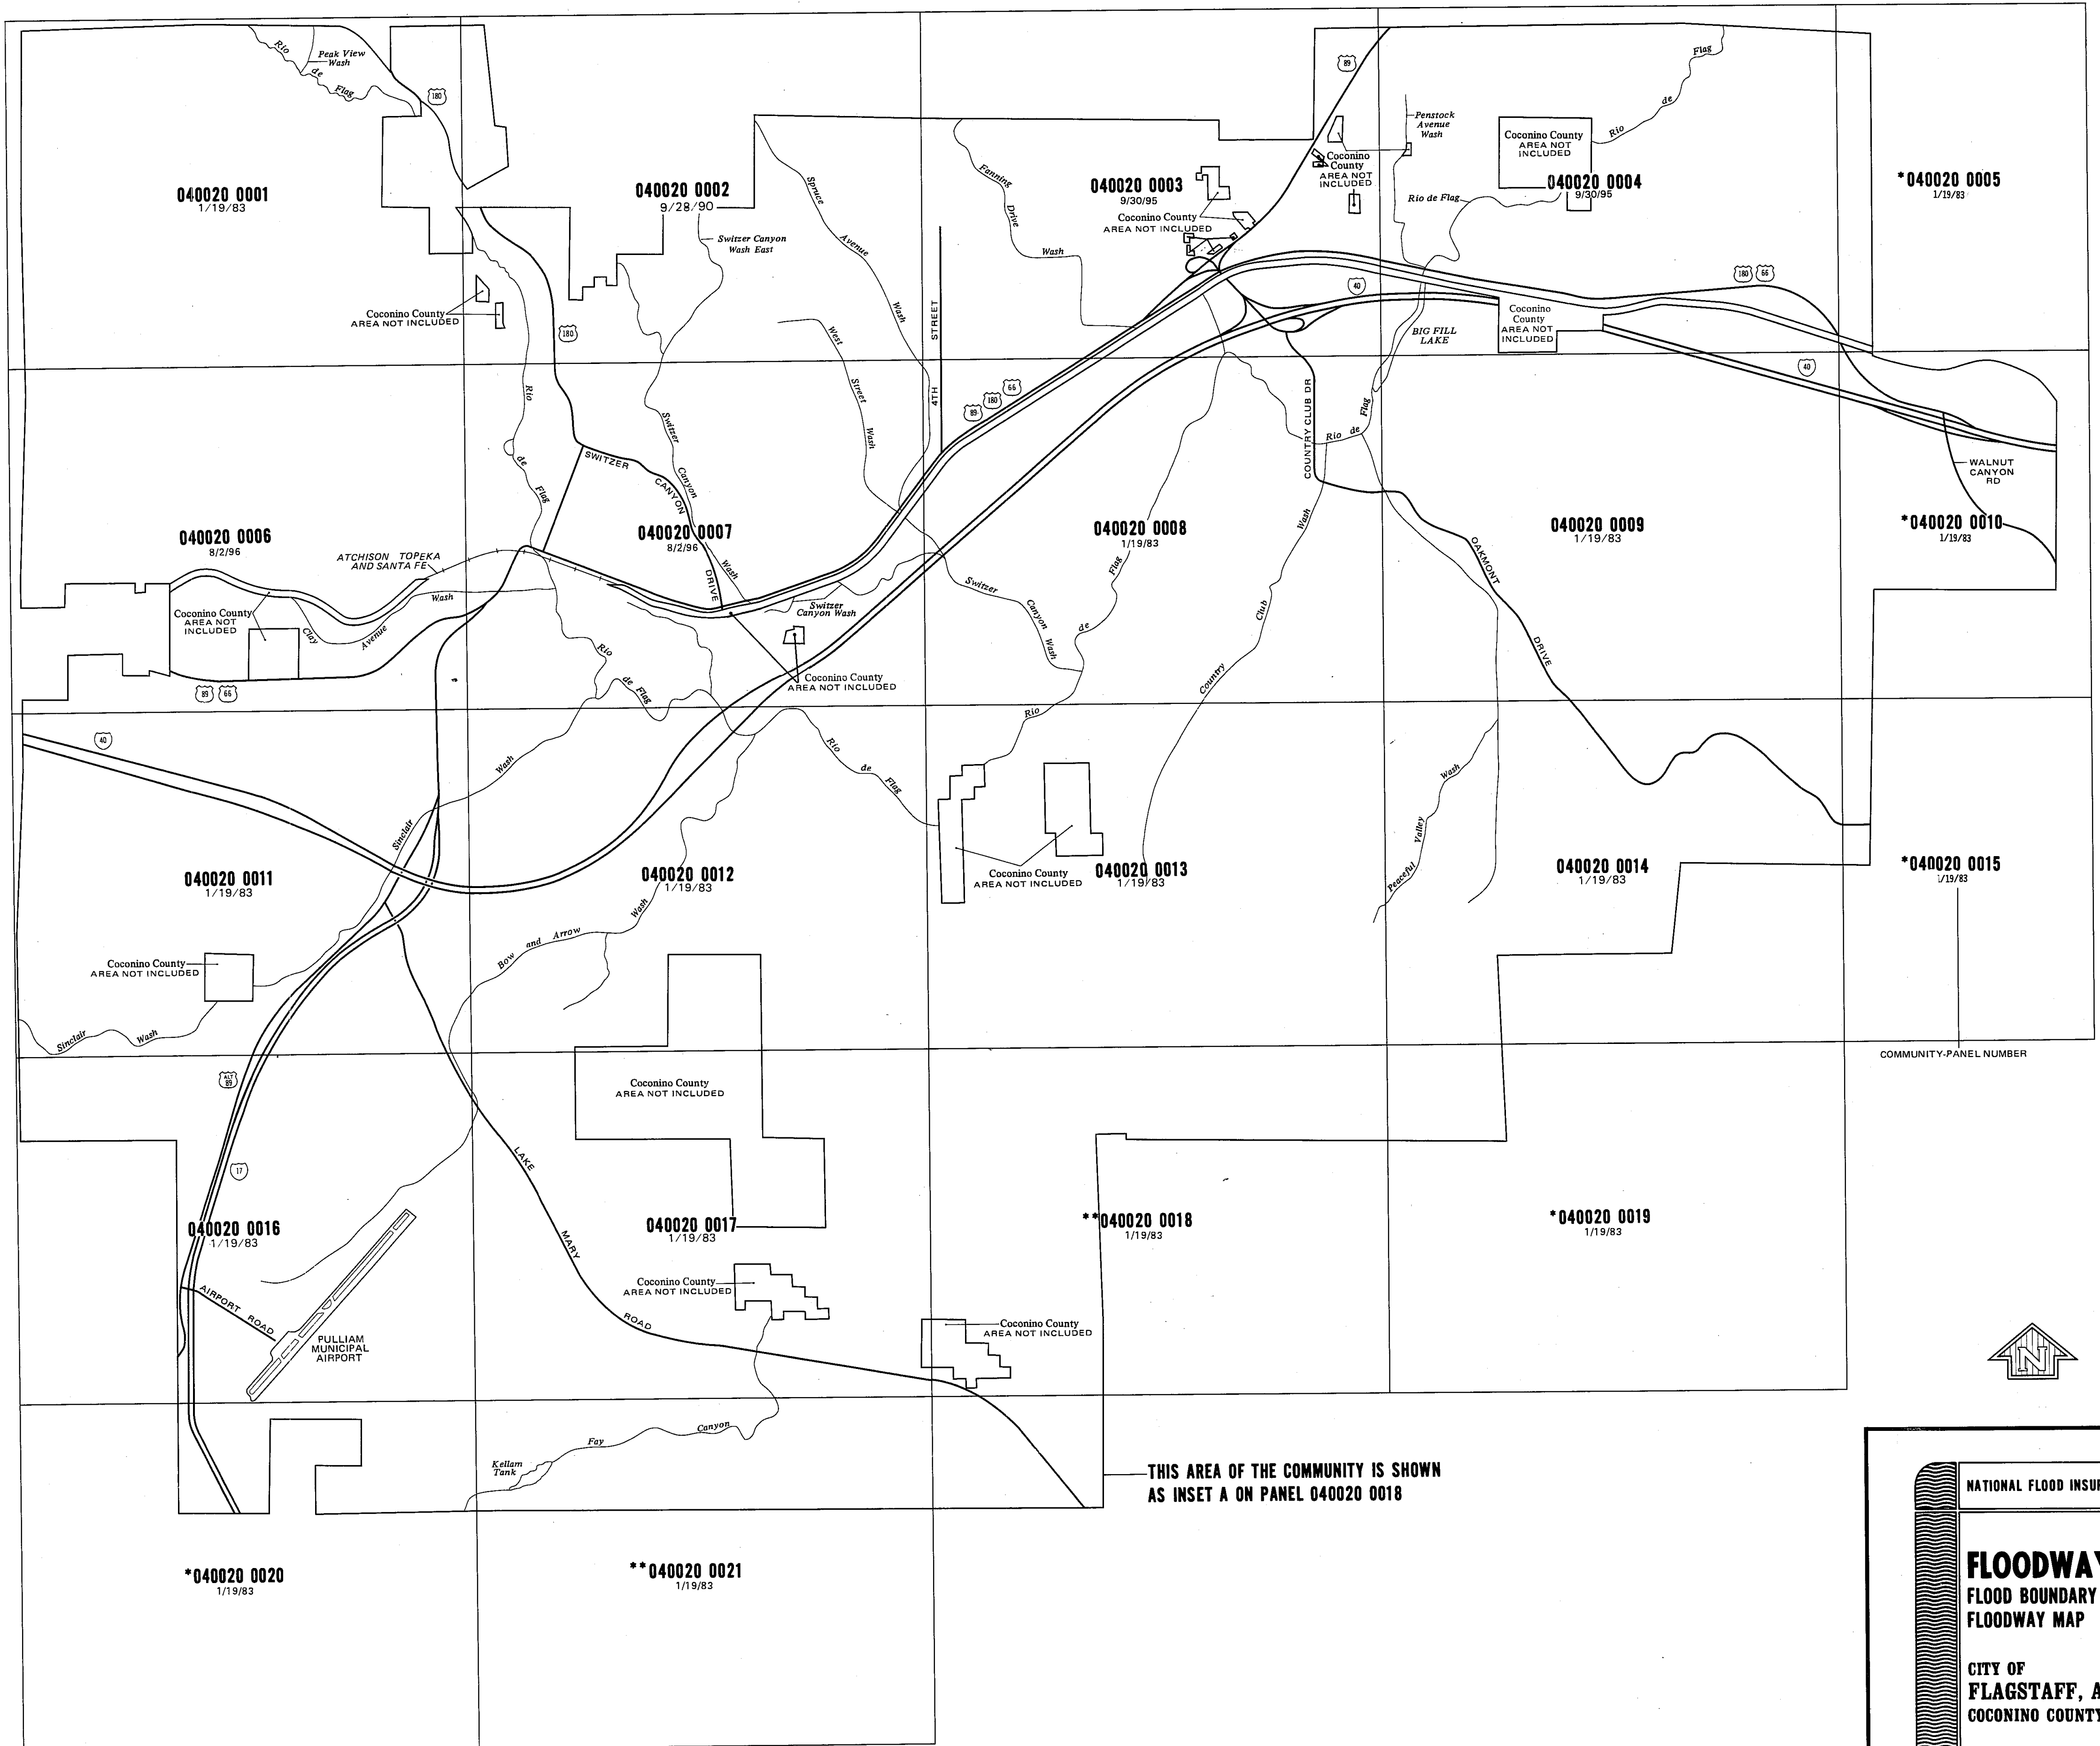 Rio
de
Flag
Peak View
Wash
180
040020 0001
1/19/83
040020 0002
9/28/90
Switzer Canyon
Wash East
Spruce
Avenue
Wash
Fanning
Drive
Wash
040020 0003
9/30/95
Coconino County
AREA NOT INCLUDED
89
Coconino
County
AREA NOT
INCLUDED
Penstock
Avenue
Wash
Coconino County
AREA NOT
INCLUDED
Rio
de
Flag
040020 0004
9/30/95
Rio de Flag
*040020 0005
1/19/83
Coconino County
AREA NOT INCLUDED
180
West
Street
Wash
4TH STREET
89
180
66
40
BIG FILL
LAKE
Coconino
County
AREA NOT
INCLUDED
180
66
40
COUNTRY CLUB DR
Rio
de
Flag
Rio
de
Flag
SWITZER
CANYON
DRIVE
Switzer
Canyon
Wash
WALNUT
CANYON
RD
040020 0006
8/2/96
ATCHISON TOPEKA
AND SANTA FE
040020 0007
8/2/96
040020 0008
1/19/83
040020 0009
1/19/83
*040020 0010
1/19/83
OAKMONT
DRIVE
Coconino County
AREA NOT
INCLUDED
Clay
Avenue
Wash
Switzer
Canyon Wash
Switzer
Canyon
Wash
Rio
de
Flag
Country
Club
Wash
89
66
Rio
de Flag
Coconino County
AREA NOT INCLUDED
40
Sinclair
Wash
Rio
de
Flag
Peaceful
Valley
Wash
040020 0011
1/19/83
040020 0012
1/19/83
Coconino County
AREA NOT INCLUDED
040020 0013
1/19/83
040020 0014
1/19/83
*040020 0015
1/19/83
COMMUNITY-PANEL NUMBER
Bow
and
Arrow
Wash
Coconino County
AREA NOT INCLUDED
Sinclair
Wash
ALT
89
17
Coconino County
AREA NOT INCLUDED
LAKE
MARY
ROAD
040020 0016
1/19/83
040020 0017
1/19/83
**040020 0018
1/19/83
*040020 0019
1/19/83
AIRPORT ROAD
PULLIAM
MUNICIPAL
AIRPORT
Coconino County
AREA NOT INCLUDED
Coconino County
AREA NOT INCLUDED
N
Kellam
Tank
Fay
Canyon
THIS AREA OF THE COMMUNITY IS SHOWN
AS INSET A ON PANEL 040020 0018
*040020 0020
1/19/83
**040020 0021
1/19/83
NATIONAL FLOOD INSUR
FLOODWAY
FLOOD BOUNDARY
FLOODWAY MAP
CITY OF
FLAGSTAFF, A
COCONINO COUNTY